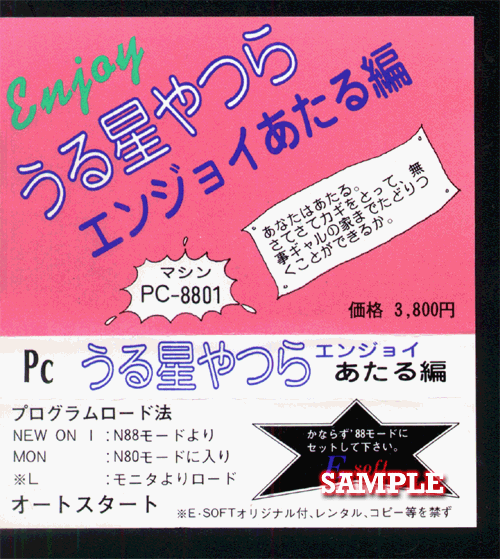 Enjoy
うる星やつら
エンジョイあたる編
あなたはあたる。
さてさてカギをとって、無
事ギャルの家までたどりつ
くことができるか。
マシン
PC-8801
価格 3,800円
Pc うる星やつら エンジョイ
あたる編
プログラムロード法
NEW ON I :N88モードより
MON :N80モードに入り
※L :モニタよりロード
オートスタート
かならず'88モードに
セットして下さい。
E soft
SAMPLE
※E・SOFTオリジナル付、レンタル、コピー等を禁ず